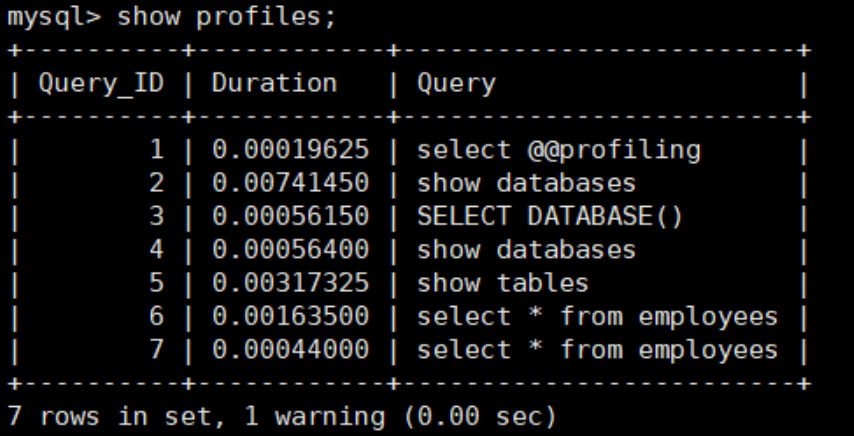 mysql> show profiles;
+----------+------------+-------------------------+
| Query_ID | Duration   | Query                   |
+----------+------------+-------------------------+
|        1 | 0.00019625 | select @@profiling      |
|        2 | 0.00741450 | show databases          |
|        3 | 0.00056150 | SELECT DATABASE()       |
|        4 | 0.00056400 | show databases          |
|        5 | 0.00317325 | show tables             |
|        6 | 0.00163500 | select * from employees |
|        7 | 0.00044000 | select * from employees |
+----------+------------+-------------------------+
7 rows in set, 1 warning (0.00 sec)